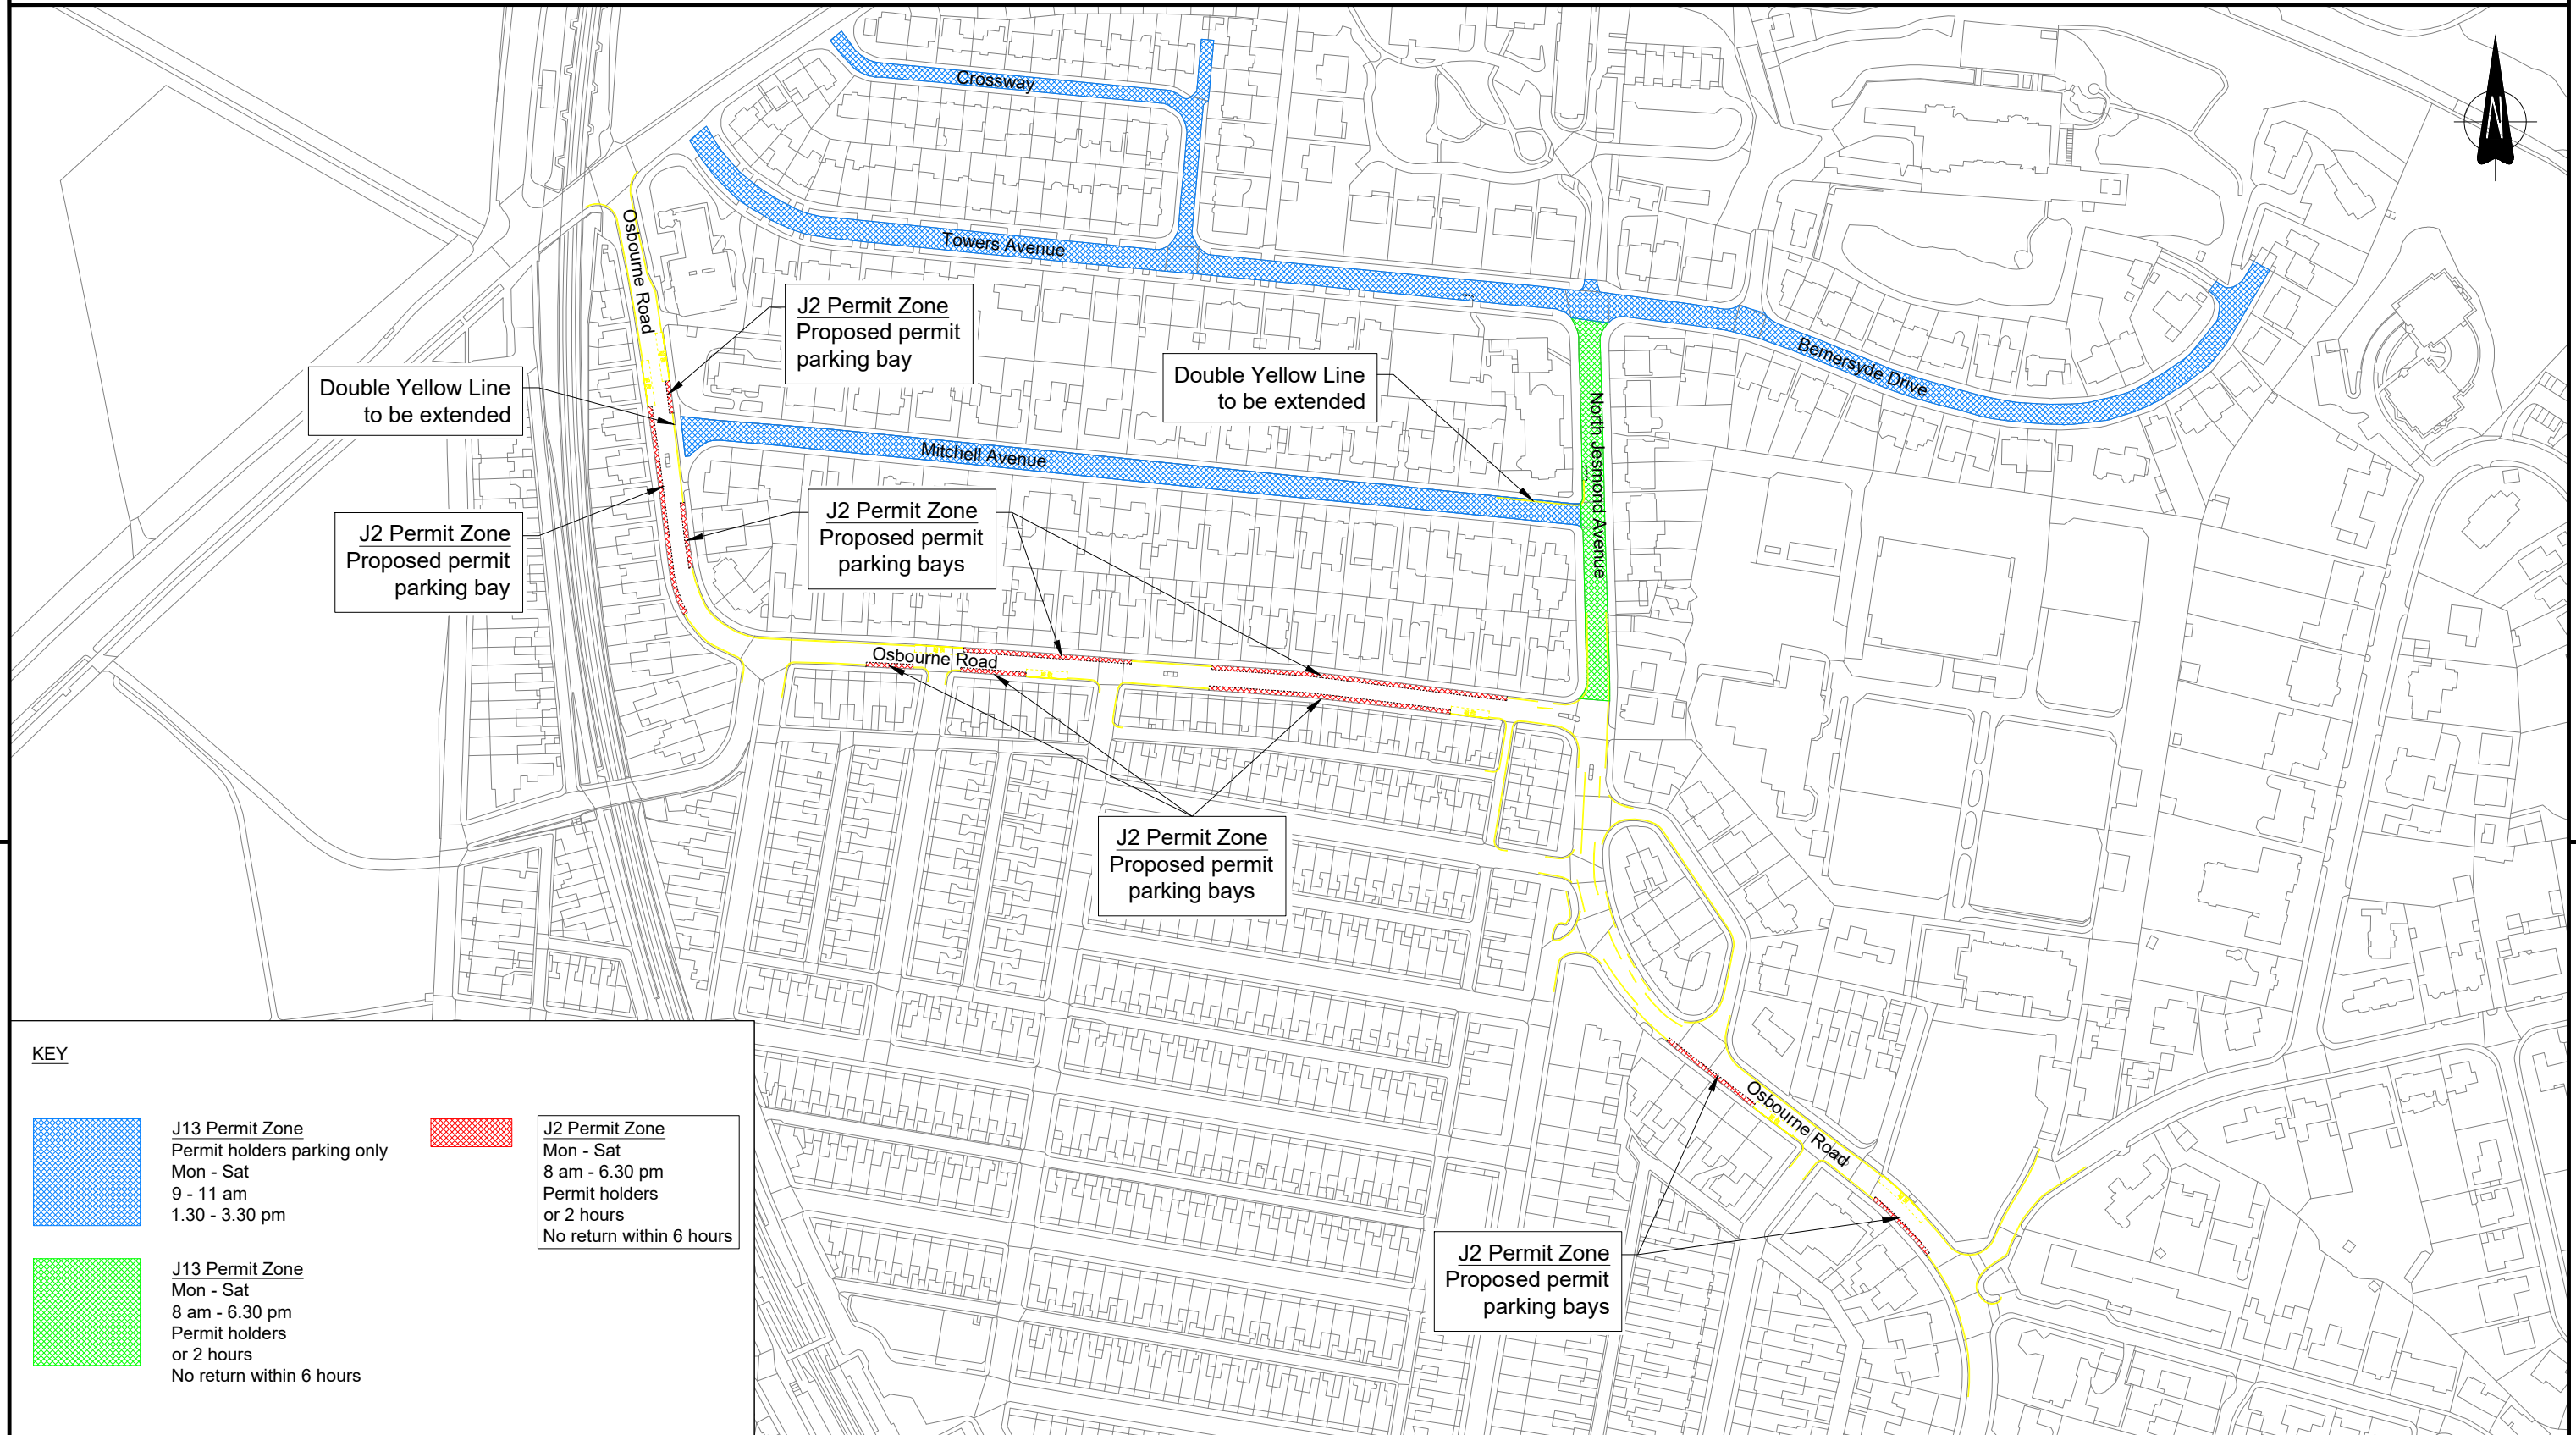 Crossway
N
Osbourne Road
Towers Avenue
J2 Permit Zone
Proposed permit
parking bay
Double Yellow Line
to be extended
Double Yellow Line
to be extended
Bemersyde Drive
North Jesmond Avenue
Mitchell Avenue
J2 Permit Zone
Proposed permit
parking bay
J2 Permit Zone
Proposed permit
parking bays
Osbourne Road
J2 Permit Zone
Proposed permit
parking bays
Osbourne Road
J2 Permit Zone
Proposed permit
parking bays
KEY
J13 Permit Zone
Permit holders parking only
Mon - Sat
9 - 11 am
1.30 - 3.30 pm
J2 Permit Zone
Mon - Sat
8 am - 6.30 pm
Permit holders
or 2 hours
No return within 6 hours
J13 Permit Zone
Mon - Sat
8 am - 6.30 pm
Permit holders
or 2 hours
No return within 6 hours